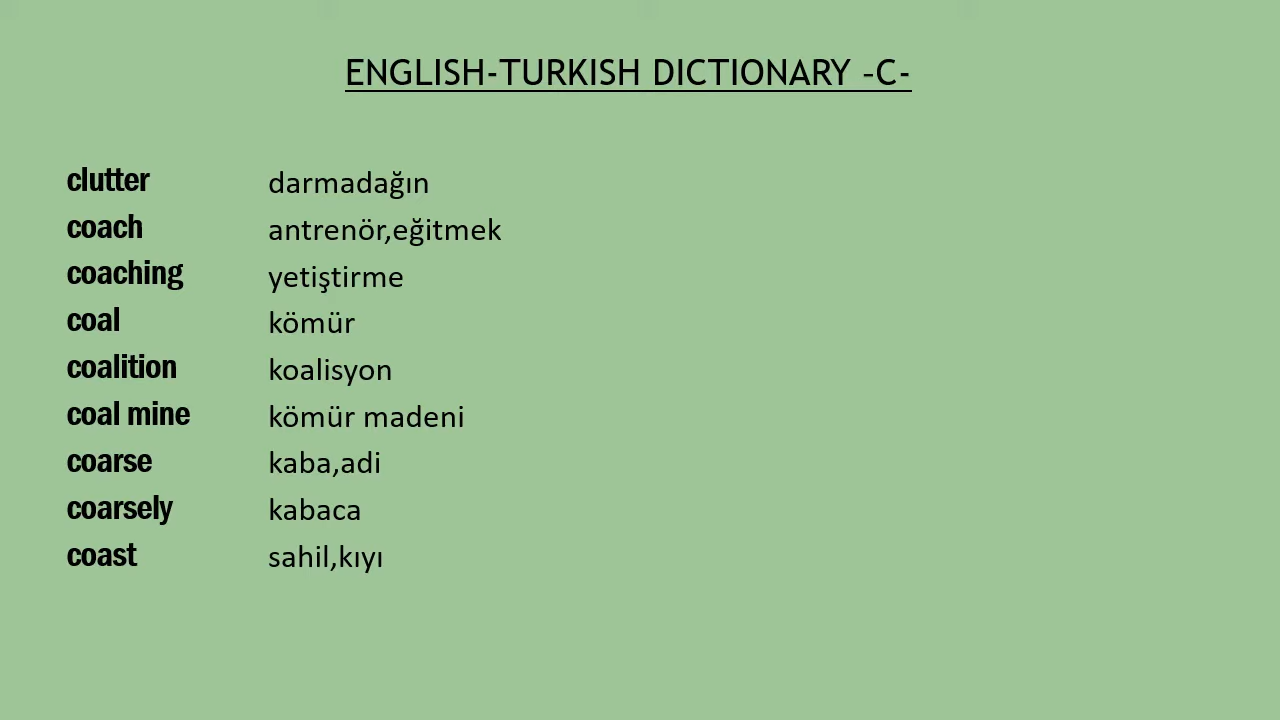 ENGLISH-TURKISH DICTIONARY –C-
clutter darmadağın
coach antrenör,eğitmek
coaching yetiştirme
coal kömür
coalition koalisyon
coal mine kömür madeni
coarse kaba,adi
coarsely kabaca
coast sahil,kıyı